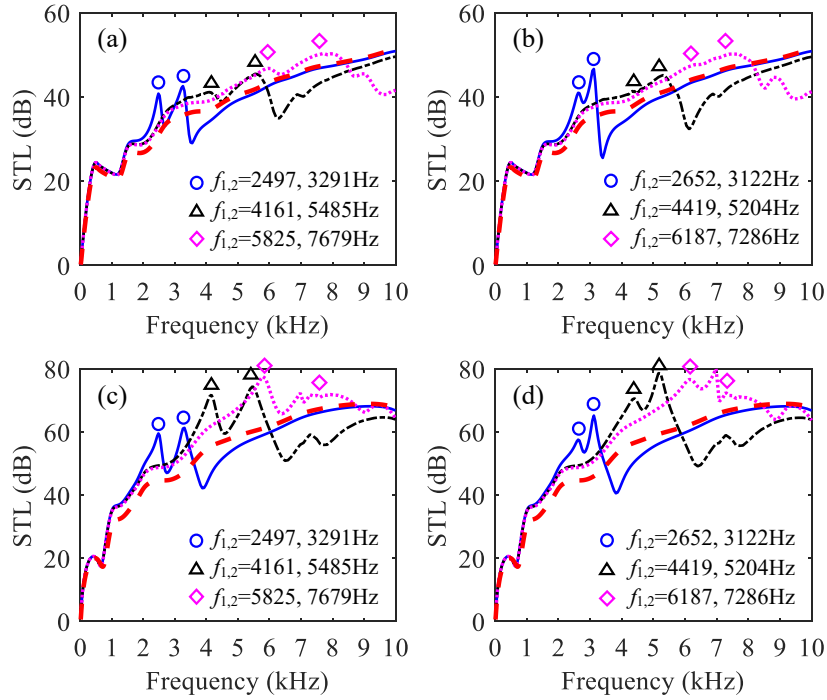 (a)
60
40
20
0
STL (dB)
f1,2=2497, 3291Hz
f1,2=4161, 5485Hz
f1,2=5825, 7679Hz
0 1 2 3 4 5 6 7 8 9 10
Frequency (kHz)
(b)
60
40
20
0
STL (dB)
f1,2=2652, 3122Hz
f1,2=4419, 5204Hz
f1,2=6187, 7286Hz
0 1 2 3 4 5 6 7 8 9 10
Frequency (kHz)
(c)
80
60
40
20
0
STL (dB)
f1,2=2497, 3291Hz
f1,2=4161, 5485Hz
f1,2=5825, 7679Hz
0 1 2 3 4 5 6 7 8 9 10
Frequency (kHz)
(d)
80
60
40
20
0
STL (dB)
f1,2=2652, 3122Hz
f1,2=4419, 5204Hz
f1,2=6187, 7286Hz
0 1 2 3 4 5 6 7 8 9 10
Frequency (kHz)